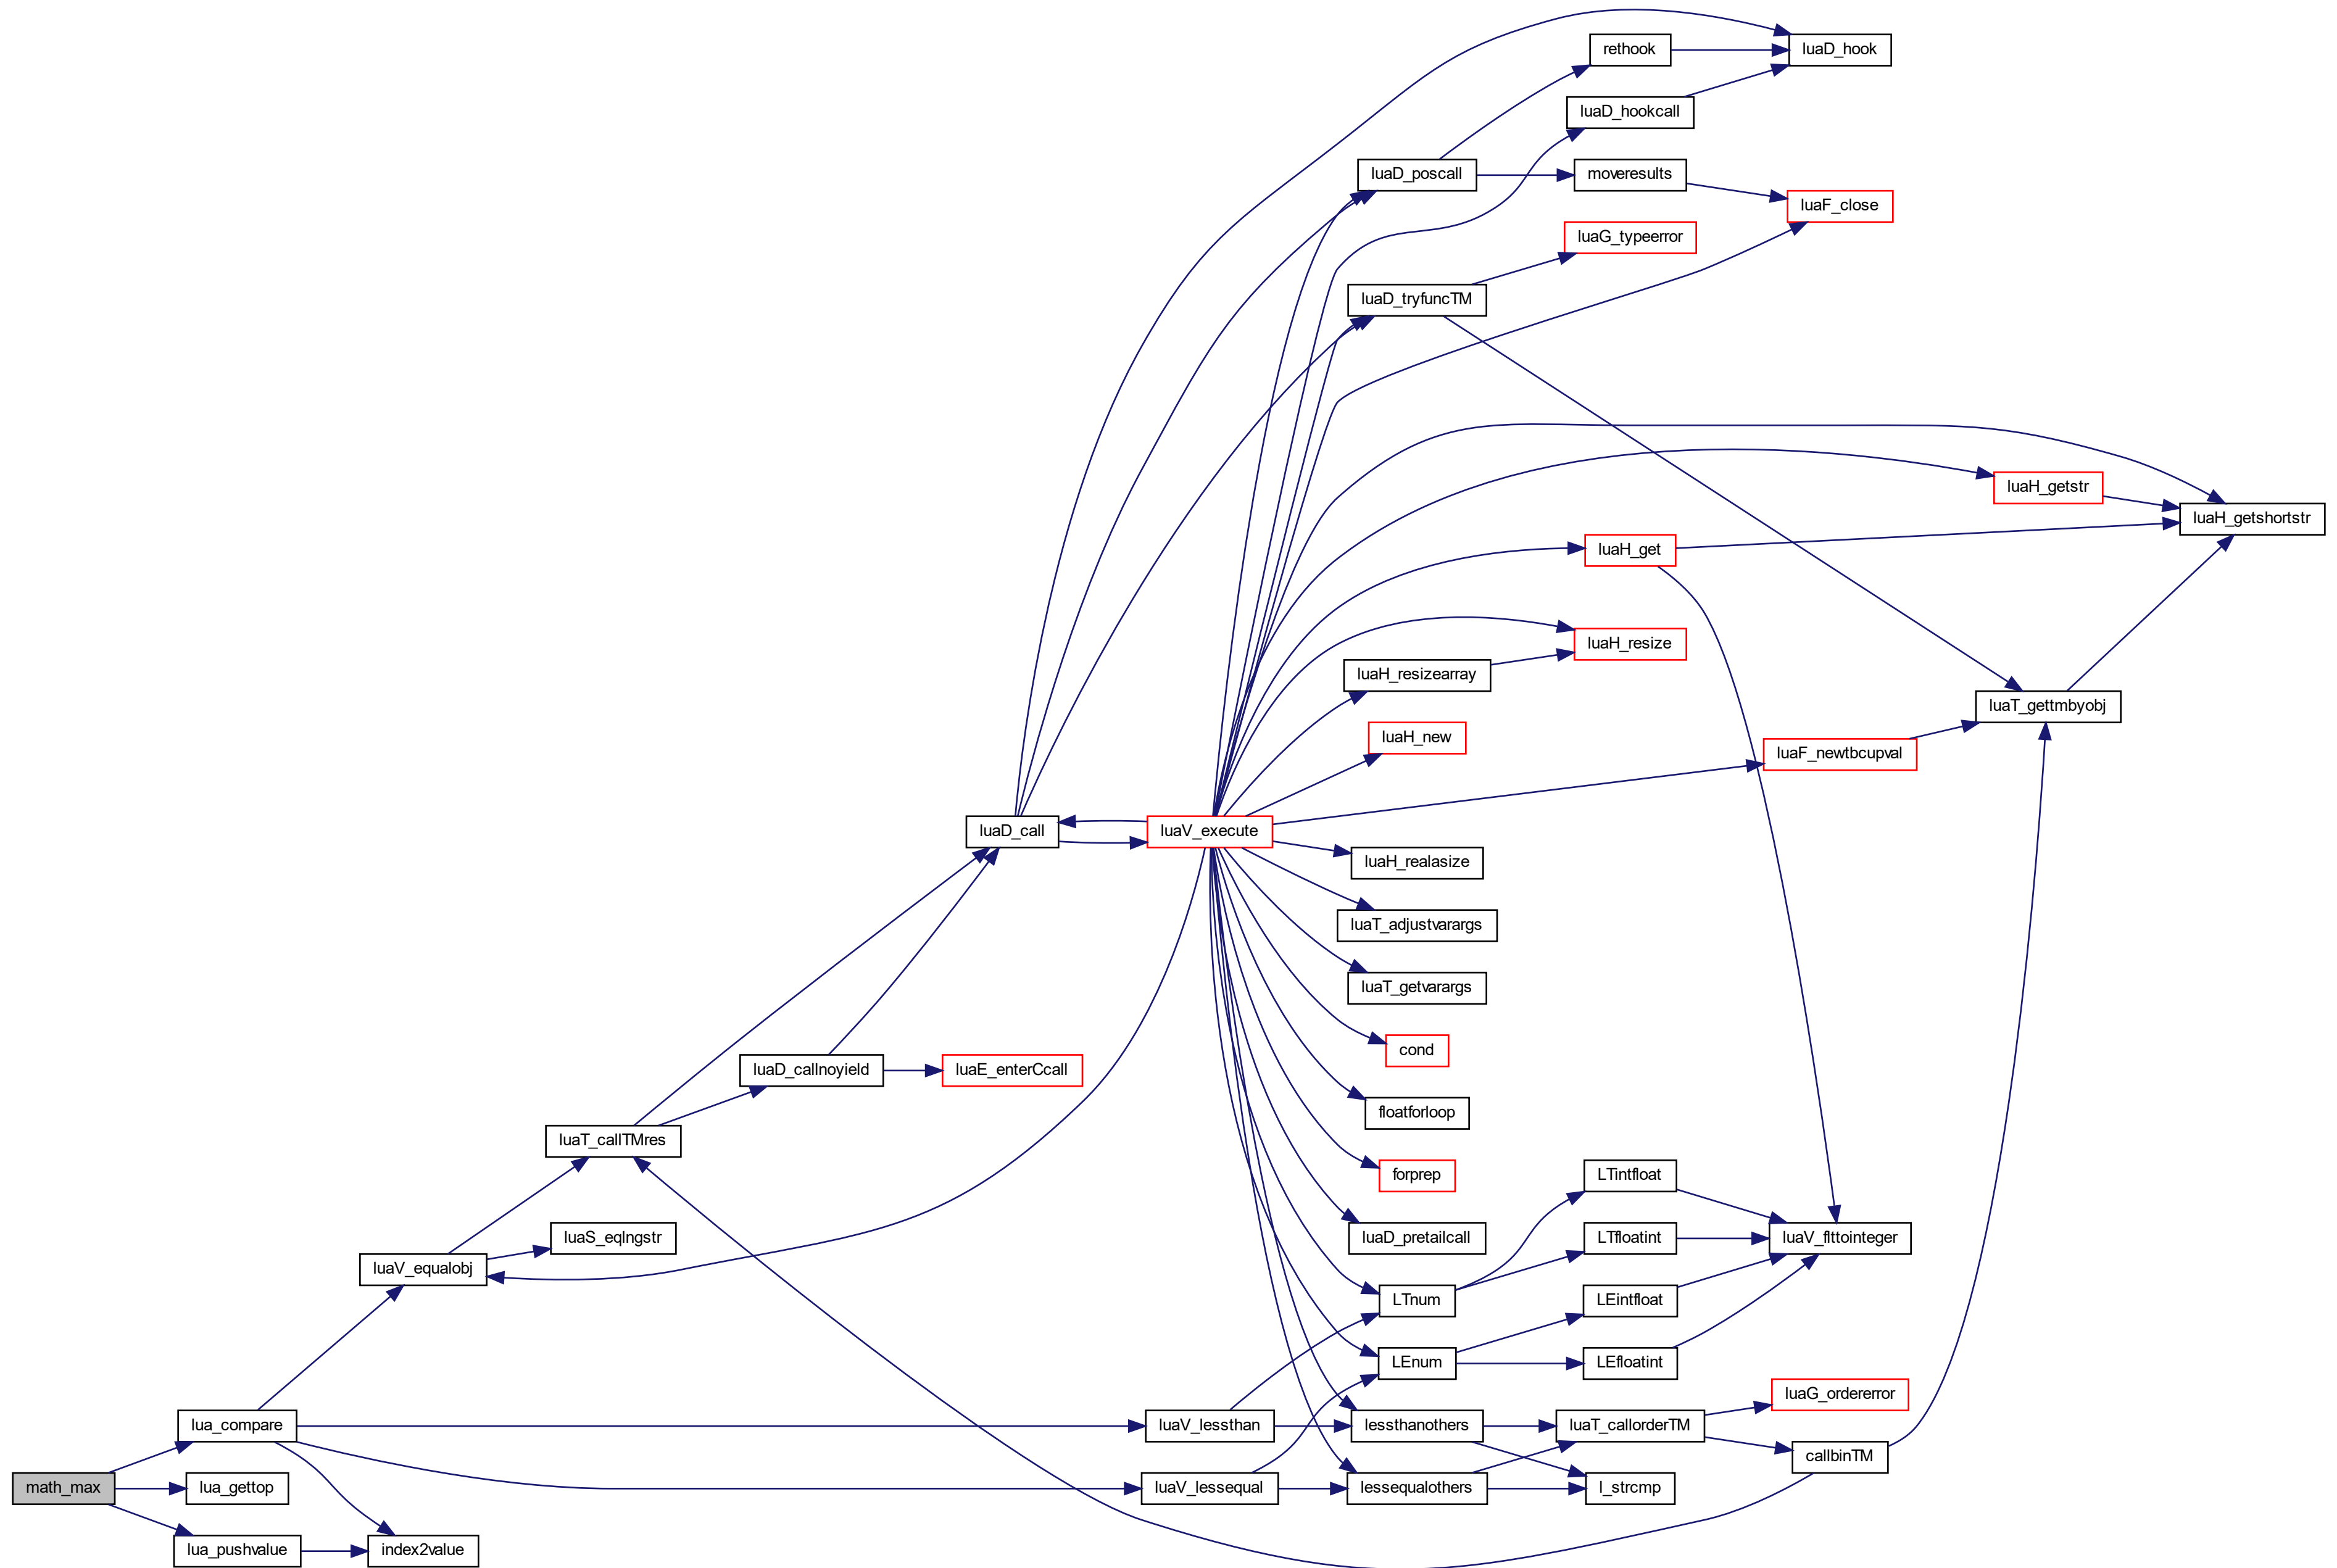 rethook
luaD_hook
luaD_hookcall
luaD_poscall
moveresults
luaF_close
luaG_typeerror
luaD_tryfuncTM
luaH_getstr
luaH_getshortstr
luaH_get
luaH_resize
luaH_resizearray
luaT_gettmbyobj
luaH_new
luaF_newtbcupval
luaD_call
luaV_execute
luaH_realasize
luaT_adjustvarargs
luaT_getvarargs
cond
luaD_callnoyield
luaE_enterCcall
floatforloop
luaT_callTMres
forprep
LTintfloat
luaS_eqlngstr
luaD_pretailcall
LTfloatint
luaV_flttointeger
luaV_equalobj
LTnum
LEintfloat
LEnum
LEfloatint
luaG_ordererror
lua_compare
luaV_lessthan
lessthanothers
luaT_callorderTM
callbinTM
math_max
lua_gettop
luaV_lessequal
lessequalothers
l_strcmp
lua_pushvalue
index2value